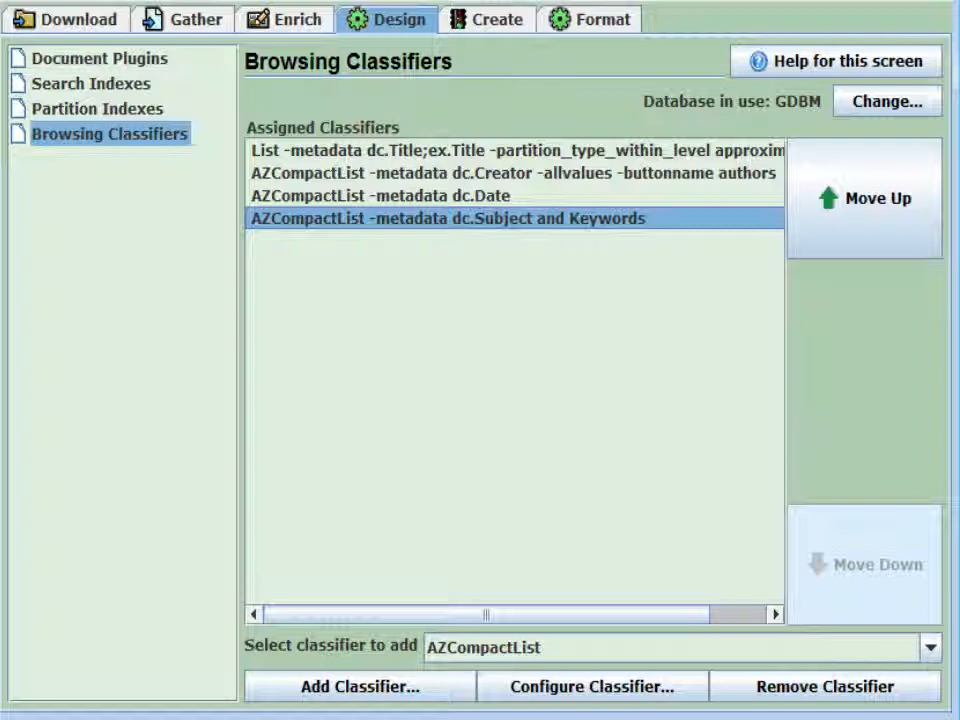 Download Gather Enrich Design Create Format
Document Plugins
Search Indexes
Partition Indexes
Browsing Classifiers
Browsing Classifiers
Help for this screen
Database in use: GDBM Change...
Assigned Classifiers
List -metadata dc.Title;ex.Title -partition_type_within_level approxim
AZCompactList -metadata dc.Creator -allvalues -buttonname authors
AZCompactList -metadata dc.Date
AZCompactList -metadata dc.Subject and Keywords
Move Up
Move Down
Select classifier to add AZCompactList
Add Classifier... Configure Classifier... Remove Classifier